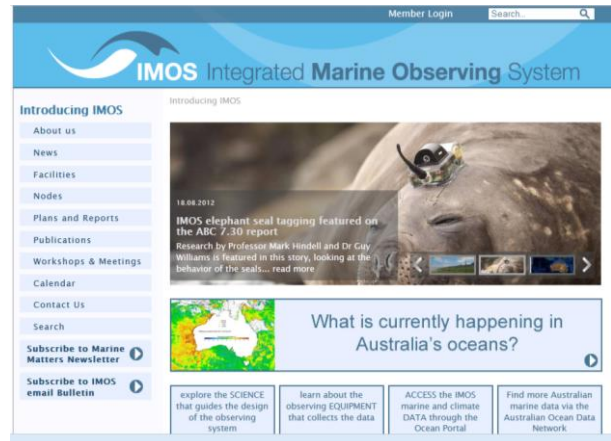 Member Login Search..
IMOS Integrated Marine Observing System
Introducing IMOS
About us
News
Facilities
Nodes
Plans and Reports
Publications
Workshops & Meetings
Calendar
Contact Us
Search
Subscribe to Marine
Matters Newsletter
Subscribe to IMOS
email Bulletin
Introducing IMOS
18.08.2012
IMOS elephant seal tagging featured on
the ABC 7.30 report
Research by Professor Mark Hindell and Dr Guy
Williams is featured in this story, looking at the
behavior of the seals... read more
What is currently happening in
Australia's oceans?
explore the SCIENCE
that guides the design
of the observing
system
learn about the
observing EQUIPMENT
that collects the data
ACCESS the IMOS
marine and climate
DATA through the
Ocean Portal
Find more Australian
marine data via the
Australian Ocean Data
Network